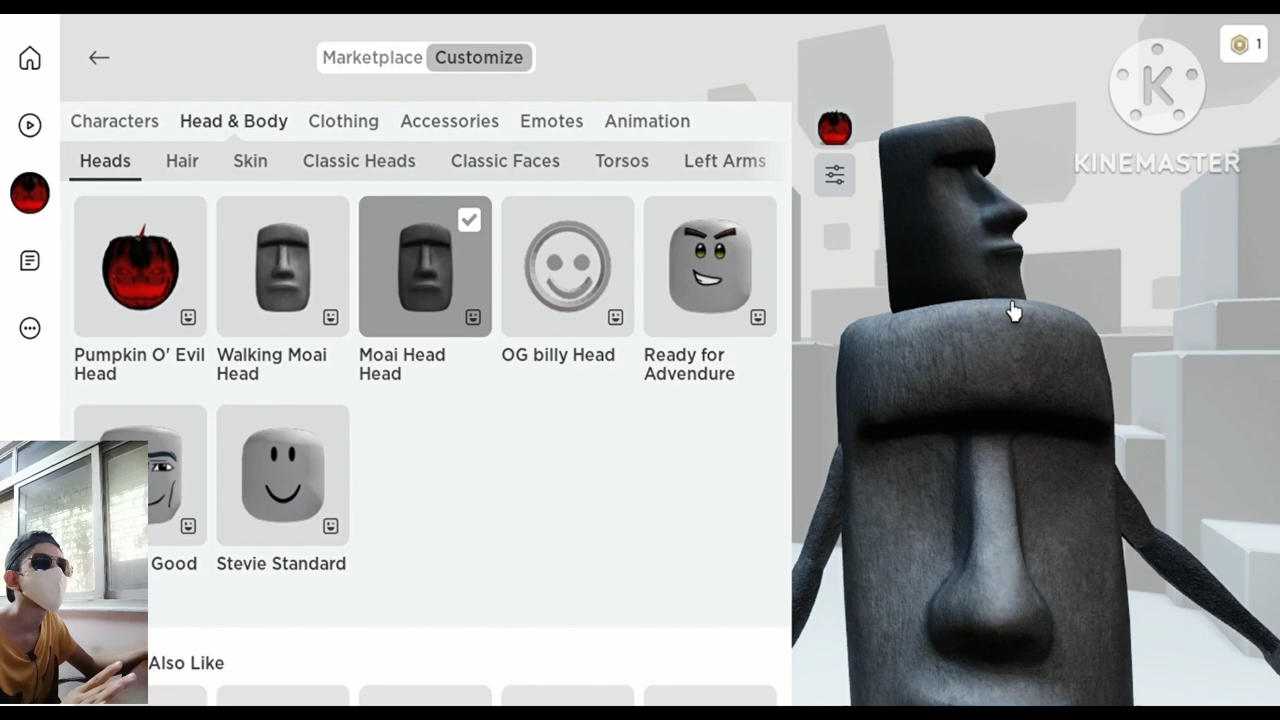 Marketplace Customize
1
K
KINEMASTER
Characters Head & Body Clothing Accessories Emotes Animation
Heads Hair Skin Classic Heads Classic Faces Torsos Left Arms
Pumpkin O' Evil
Head
Walking Moai
Head
Moai Head
Head
OG billy Head
Ready for
Advendure
Good
Stevie Standard
Also Like